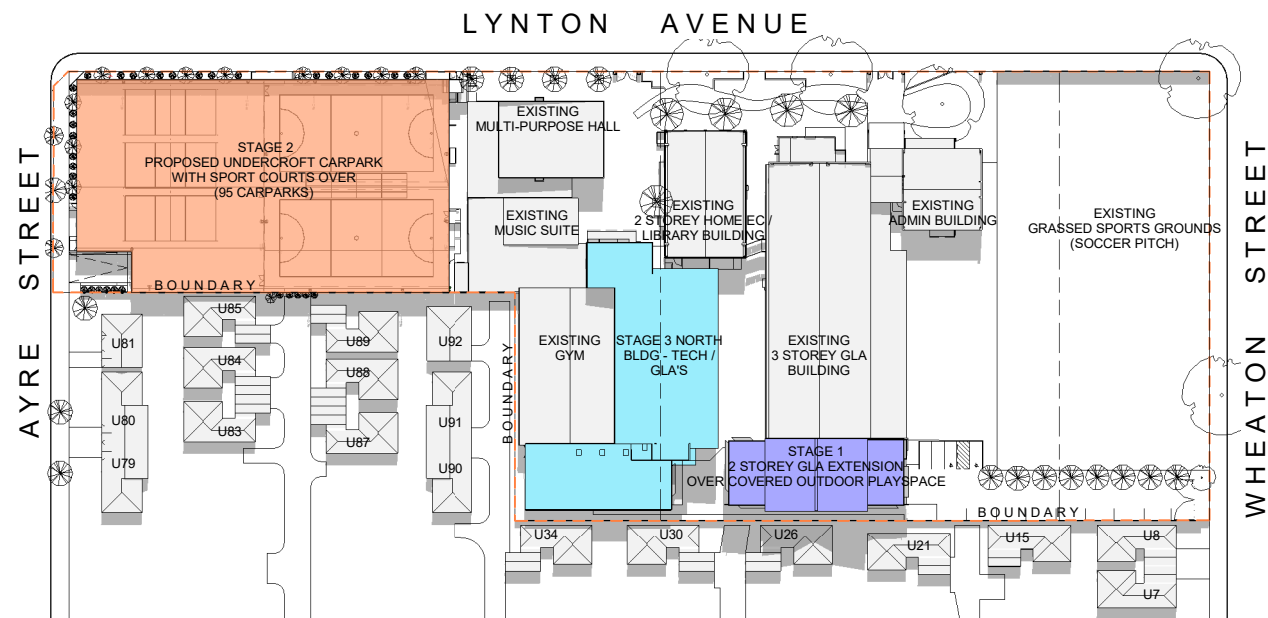 LYNTON AVENUE
AYRE STREET
WHEATON STREET
STAGE 2
PROPOSED UNDERCROFT CARPARK
WITH SPORT COURTS OVER
(95 CARPARKS)
EXISTING
MULTI-PURPOSE HALL
EXISTING
MUSIC SUITE
EXISTING
2 STOREY HOME EC /
LIBRARY BUILDING
EXISTING
ADMIN BUILDING
EXISTING
GRASSED SPORTS GROUNDS
(SOCCER PITCH)
BOUNDARY
EXISTING
GYM
STAGE 3 NORTH
BLDG - TECH /
GLA'S
EXISTING
3 STOREY GLA
BUILDING
BOUNDARY
STAGE 1
2 STOREY GLA EXTENSION
OVER COVERED OUTDOOR PLAYSPACE
BOUNDARY
U81
U85
U89
U92
U84
U88
U80
U83
U87
U91
U79
U90
U34
U30
U26
U21
U15
U8
U7